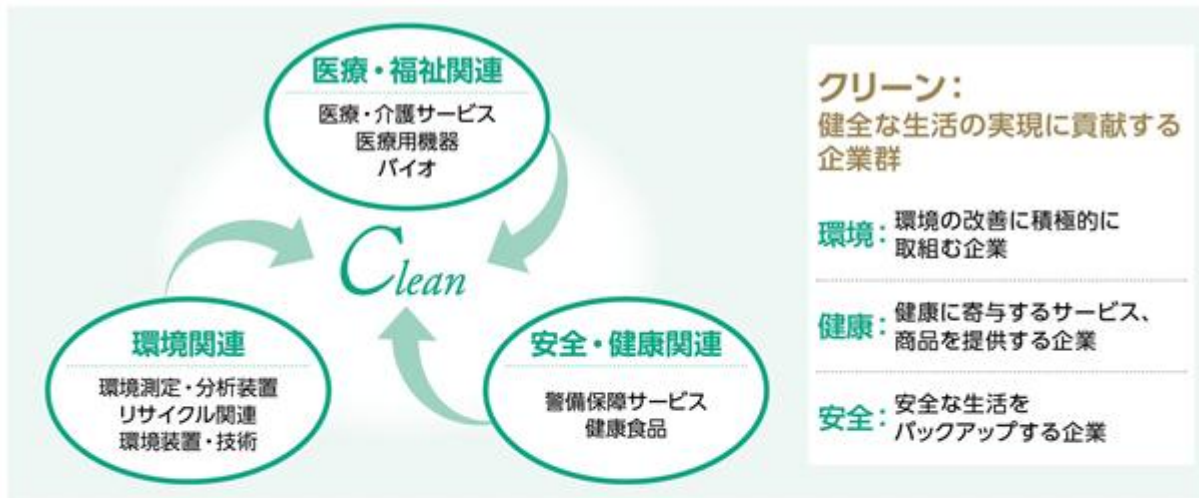 医療・福祉関連
医療・介護サービス
医療用機器
バイオ
Clean
環境関連
環境測定・分析装置
リサイクル関連
環境装置・技術
安全・健康関連
警備保障サービス
健康食品
クリーン：
健全な生活の実現に貢献する
企業群
環境：環境の改善に積極的に
取組む企業
健康：健康に寄与するサービス、
商品を提供する企業
安全：安全な生活を
バックアップする企業